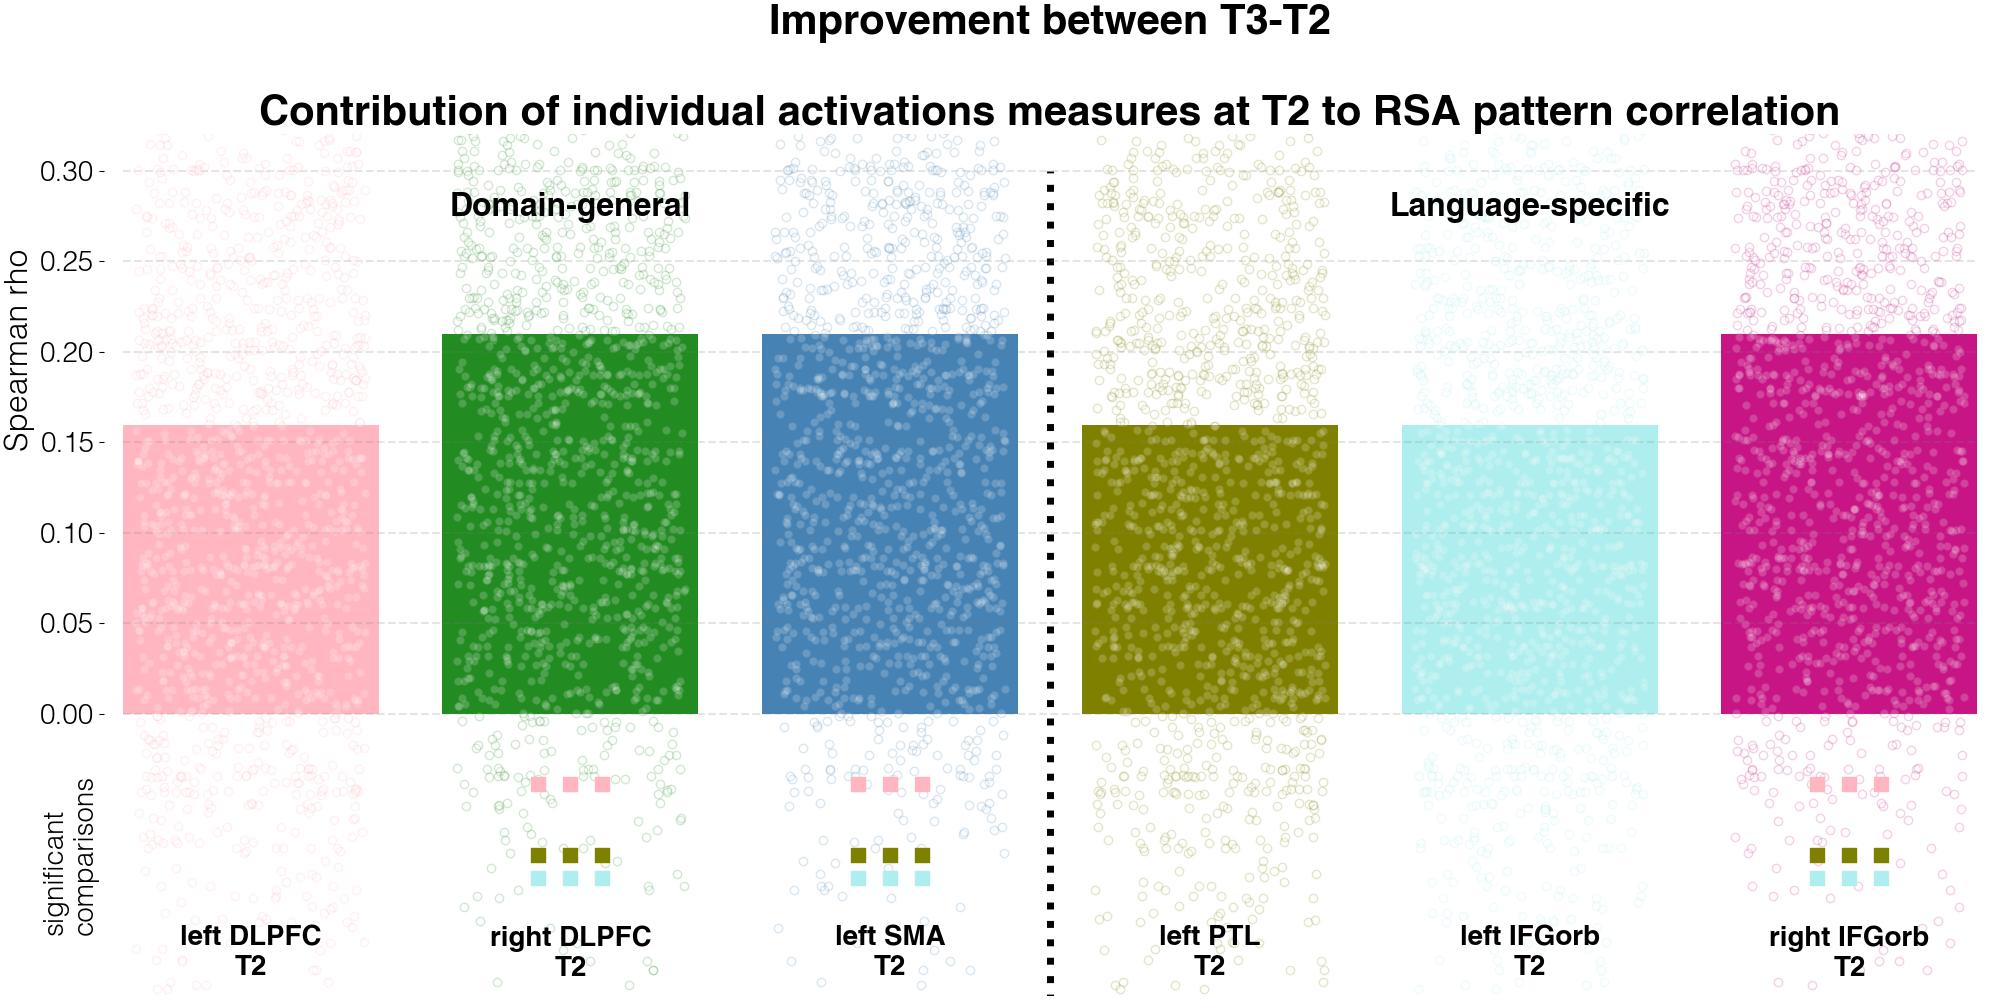 Improvement between T3-T2
Contribution of individual activations measures at T2 to RSA pattern correlation
Domain-general
Language-specific
Spearman rho
0.30
0.25
0.20
0.15
0.10
0.05
0.00
significant
comparisons
left DLPFC
T2
right DLPFC
T2
left SMA
T2
left PTL
T2
left IFGorb
T2
right IFGorb
T2